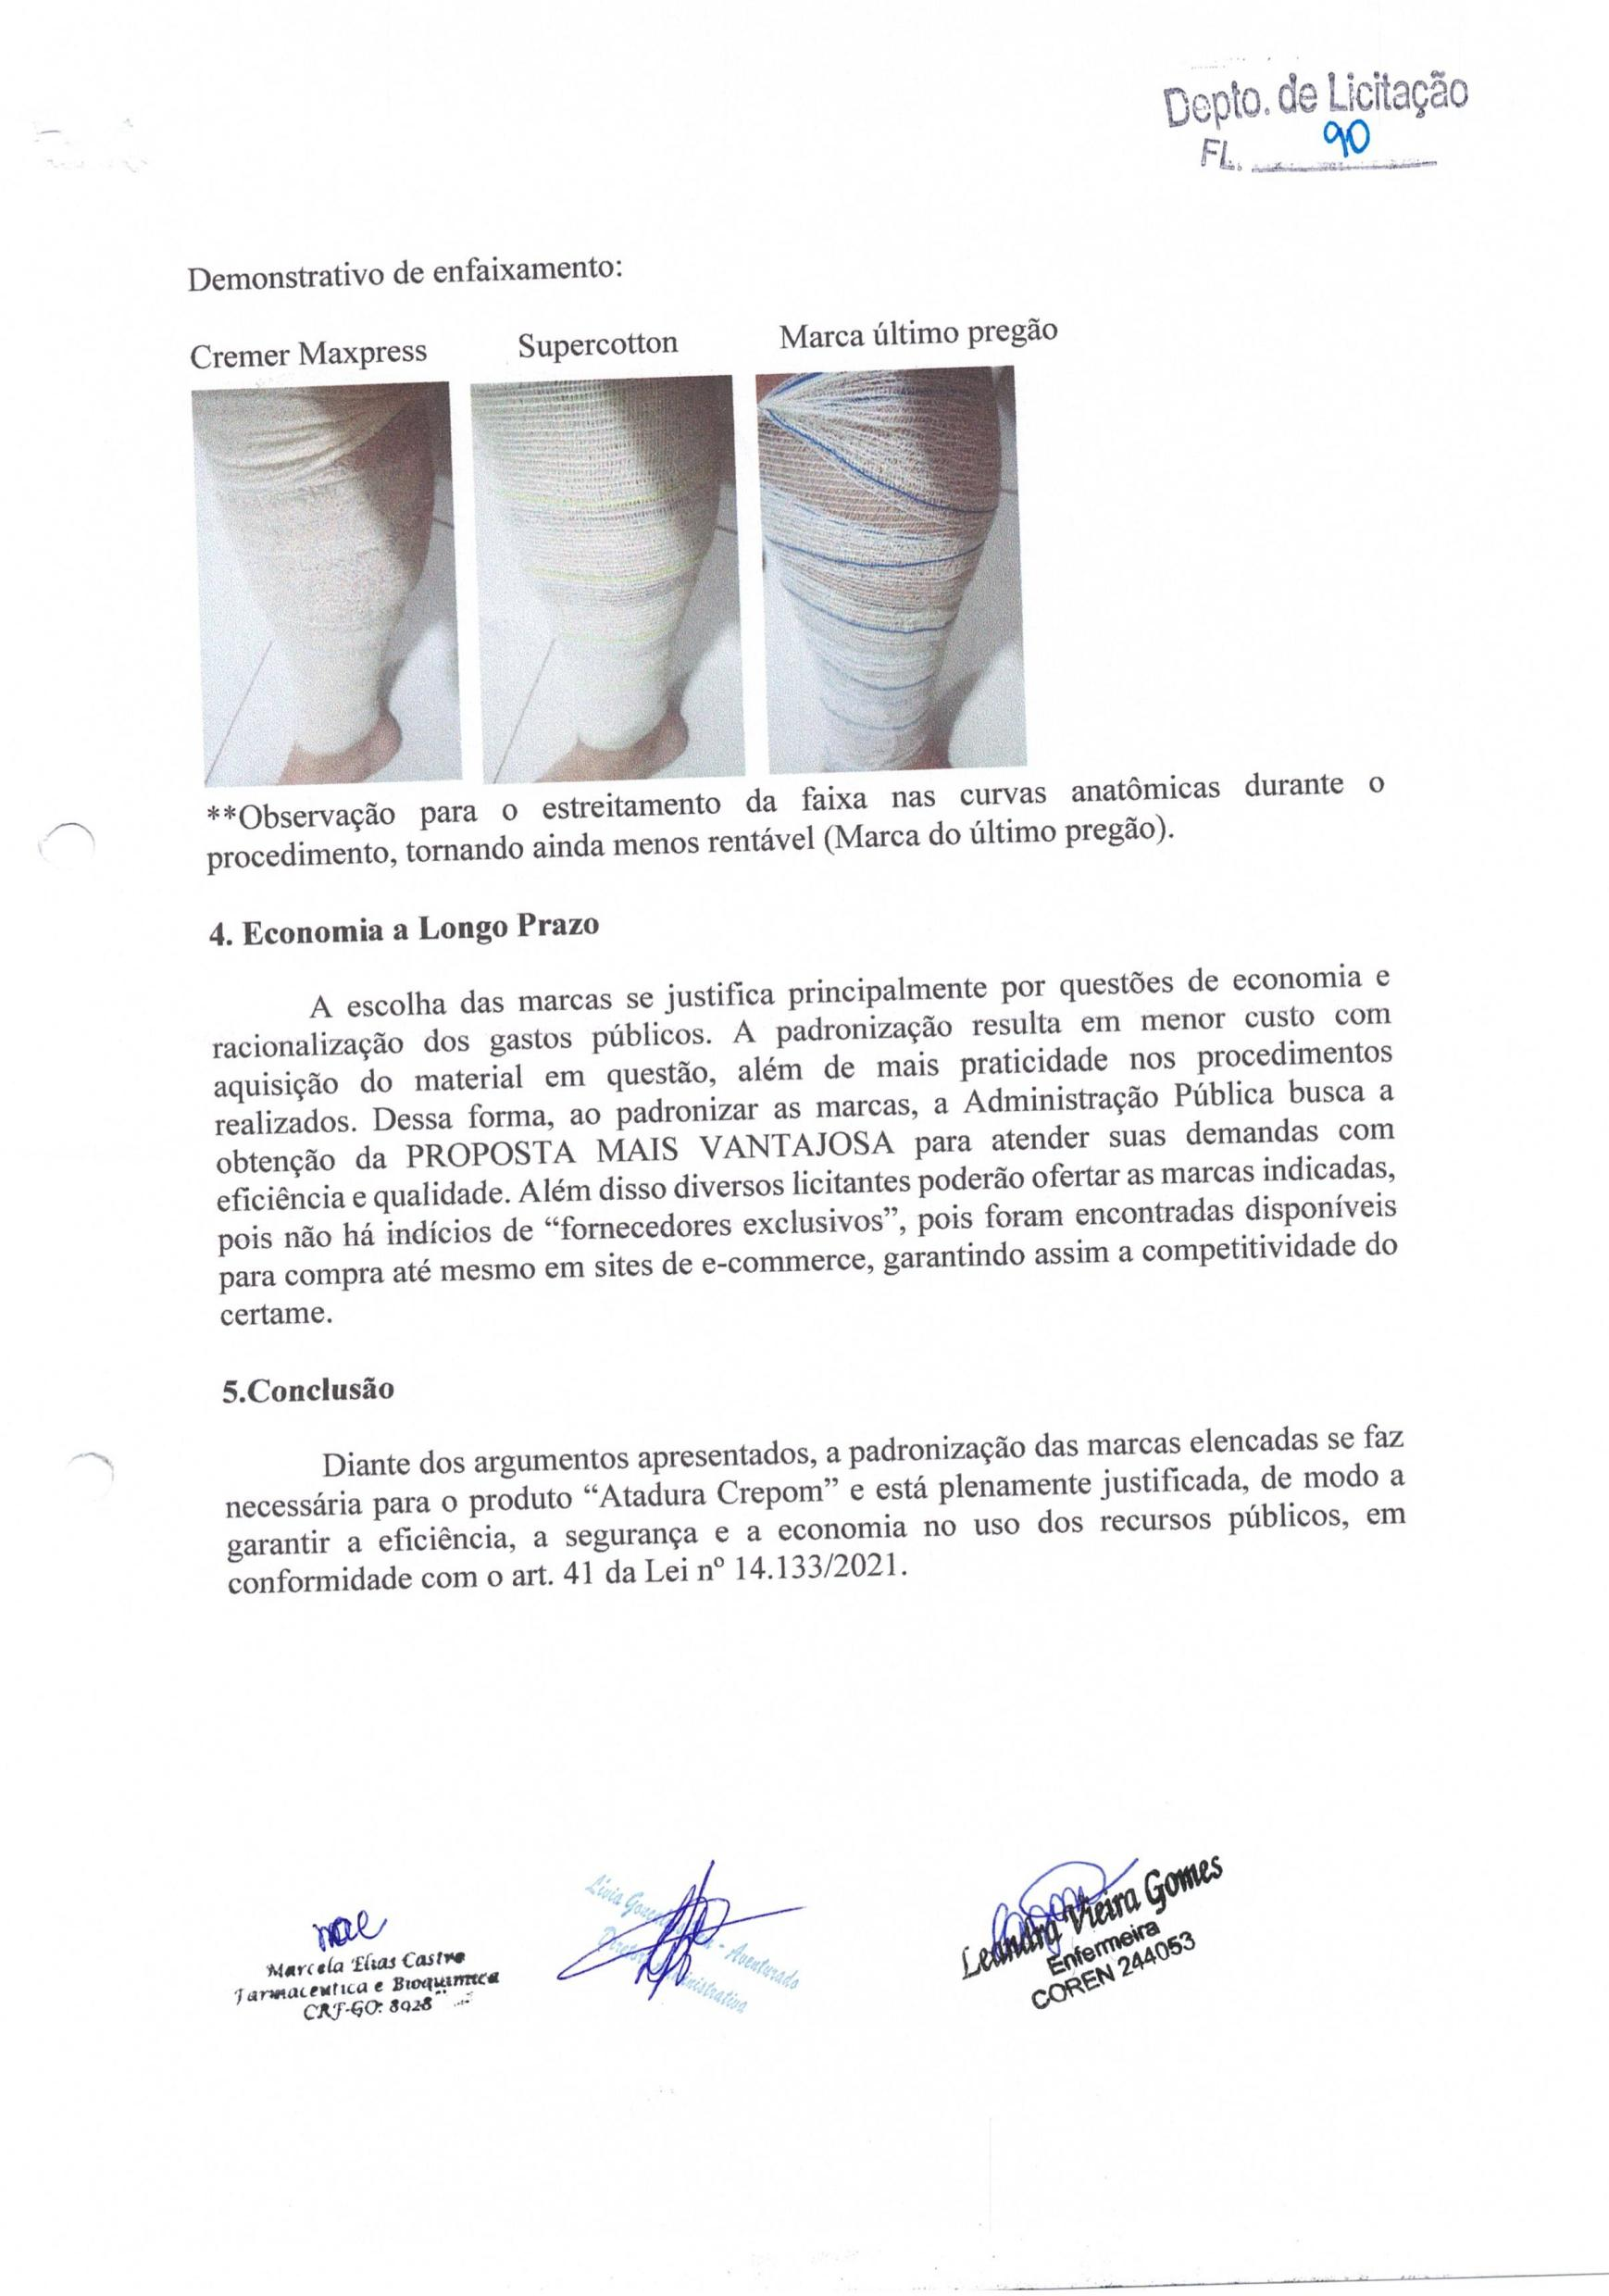 Depto. de Licitação
FL. 90
Demonstrativo de enfaixamento:
Cremer Maxpress Supercotton Marca último pregão
**Observação para o estreitamento da faixa nas curvas anatômicas durante o
procedimento, tornando ainda menos rentável (Marca do último pregão).
4. Economia a Longo Prazo
A escolha das marcas se justifica principalmente por questões de economia e
racionalização dos gastos públicos. A padronização resulta em menor custo com
aquisição do material em questão, além de mais praticidade nos procedimentos
realizados. Dessa forma, ao padronizar as marcas, a Administração Pública busca a
obtenção da PROPOSTA MAIS VANTAJOSA para atender suas demandas com
eficiência e qualidade. Além disso diversos licitantes poderão ofertar as marcas indicadas,
pois não há indícios de “fornecedores exclusivos”, pois foram encontradas disponíveis
para compra até mesmo em sites de e-commerce, garantindo assim a competitividade do
certame.
5.Conclusão
Diante dos argumentos apresentados, a padronização das marcas elencadas se faz
necessária para o produto “Atadura Crepom” e está plenamente justificada, de modo a
garantir a eficiência, a segurança e a economia no uso dos recursos públicos, em
conformidade com o art. 41 da Lei nº 14.133/2021.
Marcela Elias Castro
Farmaceutica e Bioquimica
CRF-GO: 8928
Lívia - Aventurado
Leandra Vieira Gomes
Enfermeira
COREN 244053